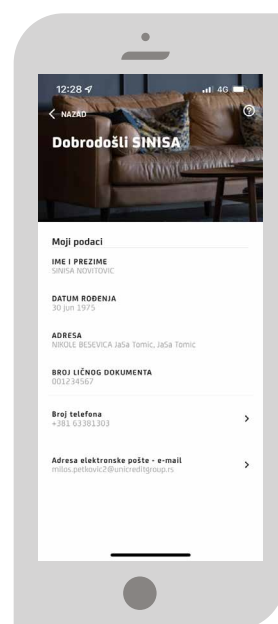 12:28
4G
NAZAD
Dobrodošli SINISA
Moji podaci
IME I PREZIME
SINISA NOVITOVIC
DATUM ROĐENJA
30 jun 1975
ADRESA
NIKOLE BESEVICA JaSa Tomic, JaSa Tomic
BROJ LIČNOG DOKUMENTA
001234567
Broj telefona
+381 63381303
Adresa elektronske pošte - e-mail
milos.petkovic2@unicreditgroup.rs